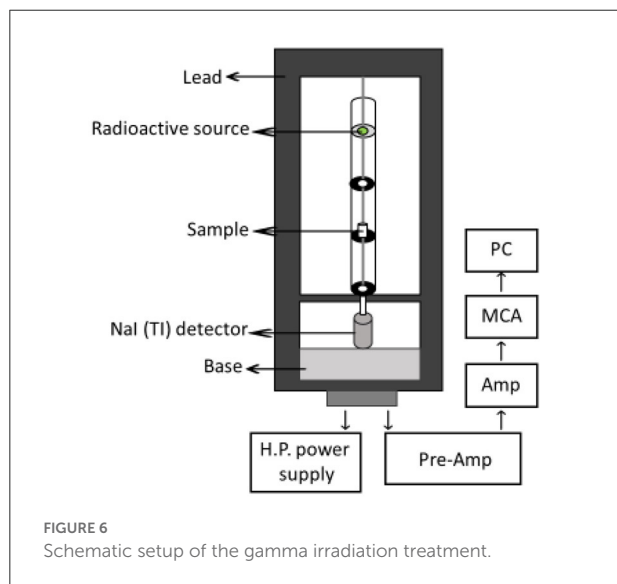 Lead
Radioactive source
Sample
PC
MCA
NaI (TI) detector
Base
Amp
H.P. power
supply
Pre-Amp
FIGURE 6
Schematic setup of the gamma irradiation treatment.